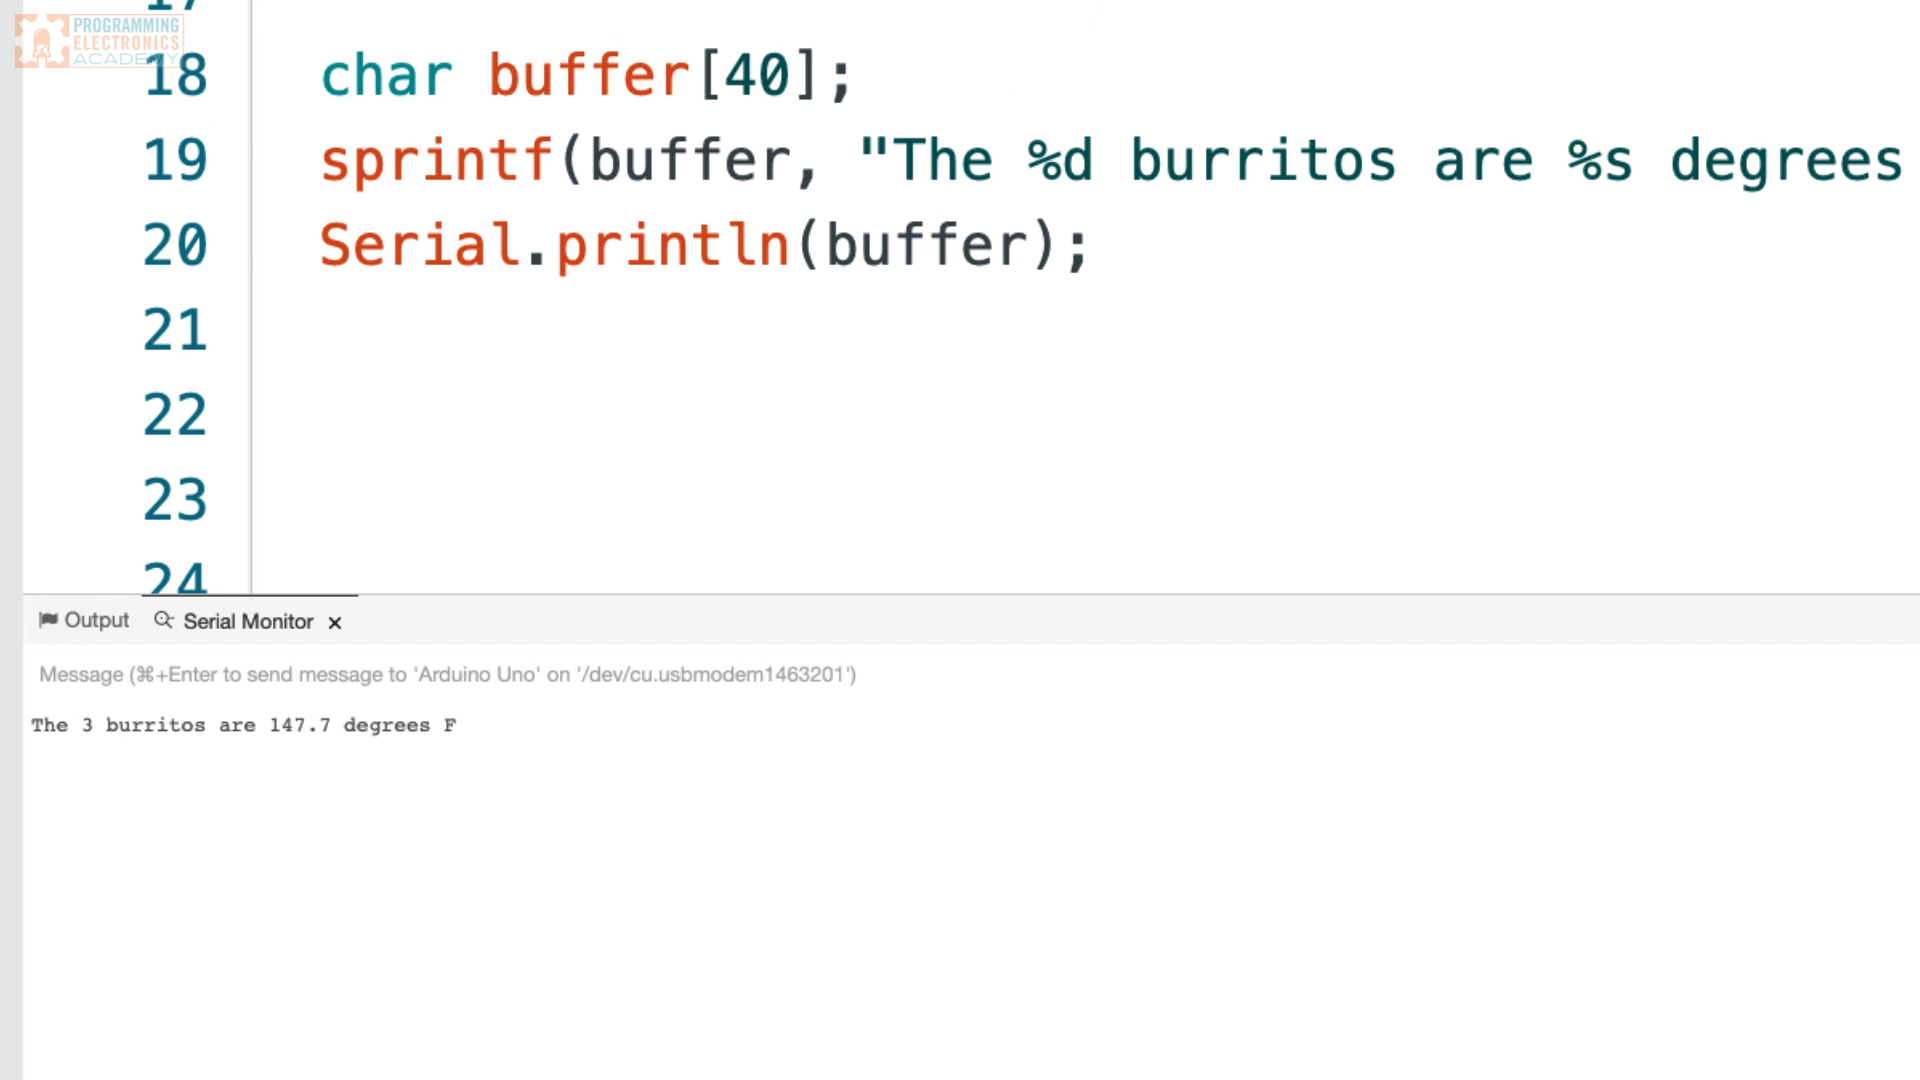 PROGRAMMING
ELECTRONICS
ACADEMY
17
18 char buffer[40];
19 sprintf(buffer, "The %d burritos are %s degrees
20 Serial.println(buffer);
21
22
23
24
Output Serial Monitor ×
Message (⌘+Enter to send message to 'Arduino Uno' on '/dev/cu.usbmodem1463201')
The 3 burritos are 147.7 degrees F